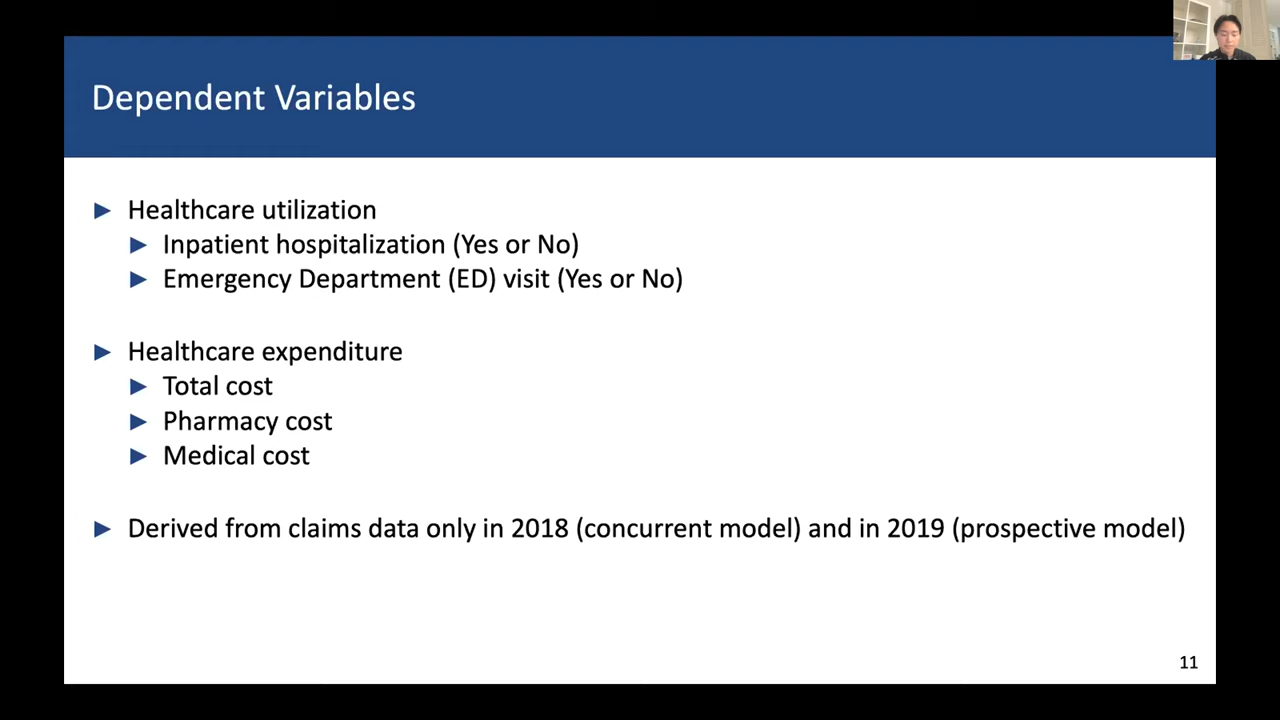 Dependent Variables
► Healthcare utilization
► Inpatient hospitalization (Yes or No)
► Emergency Department (ED) visit (Yes or No)
► Healthcare expenditure
► Total cost
► Pharmacy cost
► Medical cost
► Derived from claims data only in 2018 (concurrent model) and in 2019 (prospective model)
11